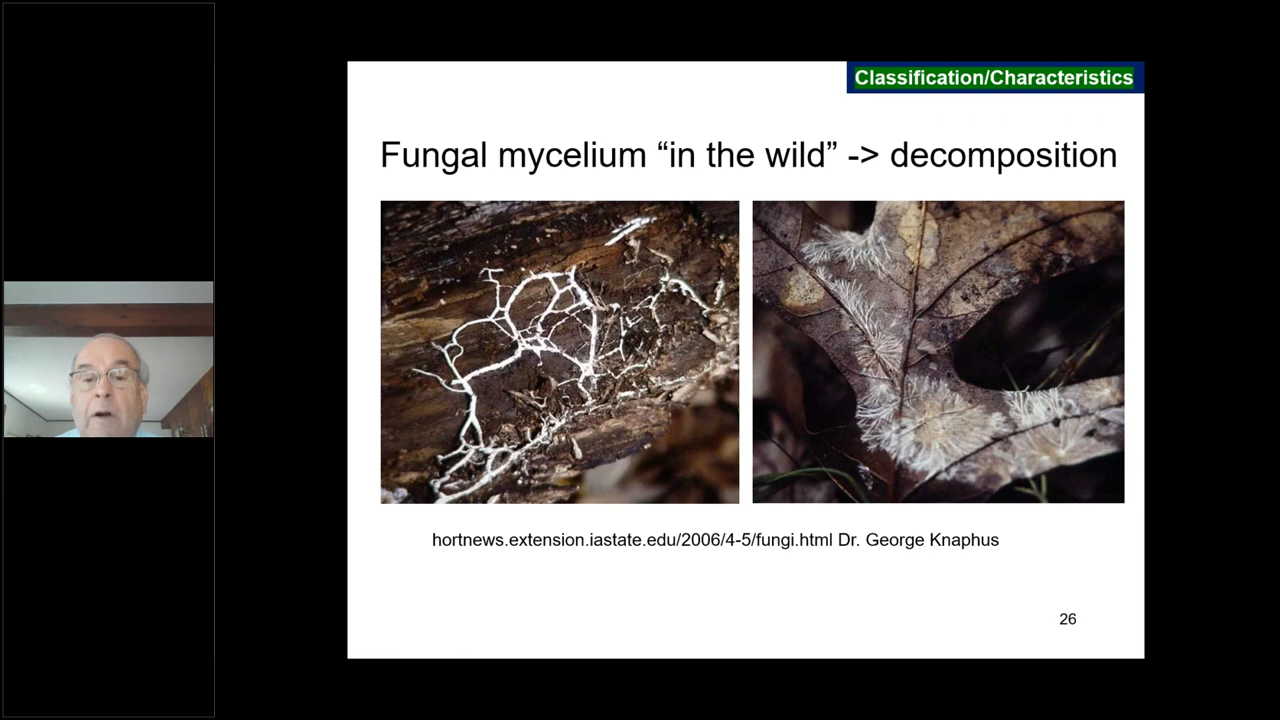 Classification/Characteristics
Fungal mycelium “in the wild” -> decomposition
hortnews.extension.iastate.edu/2006/4-5/fungi.html Dr. George Knaphus
26